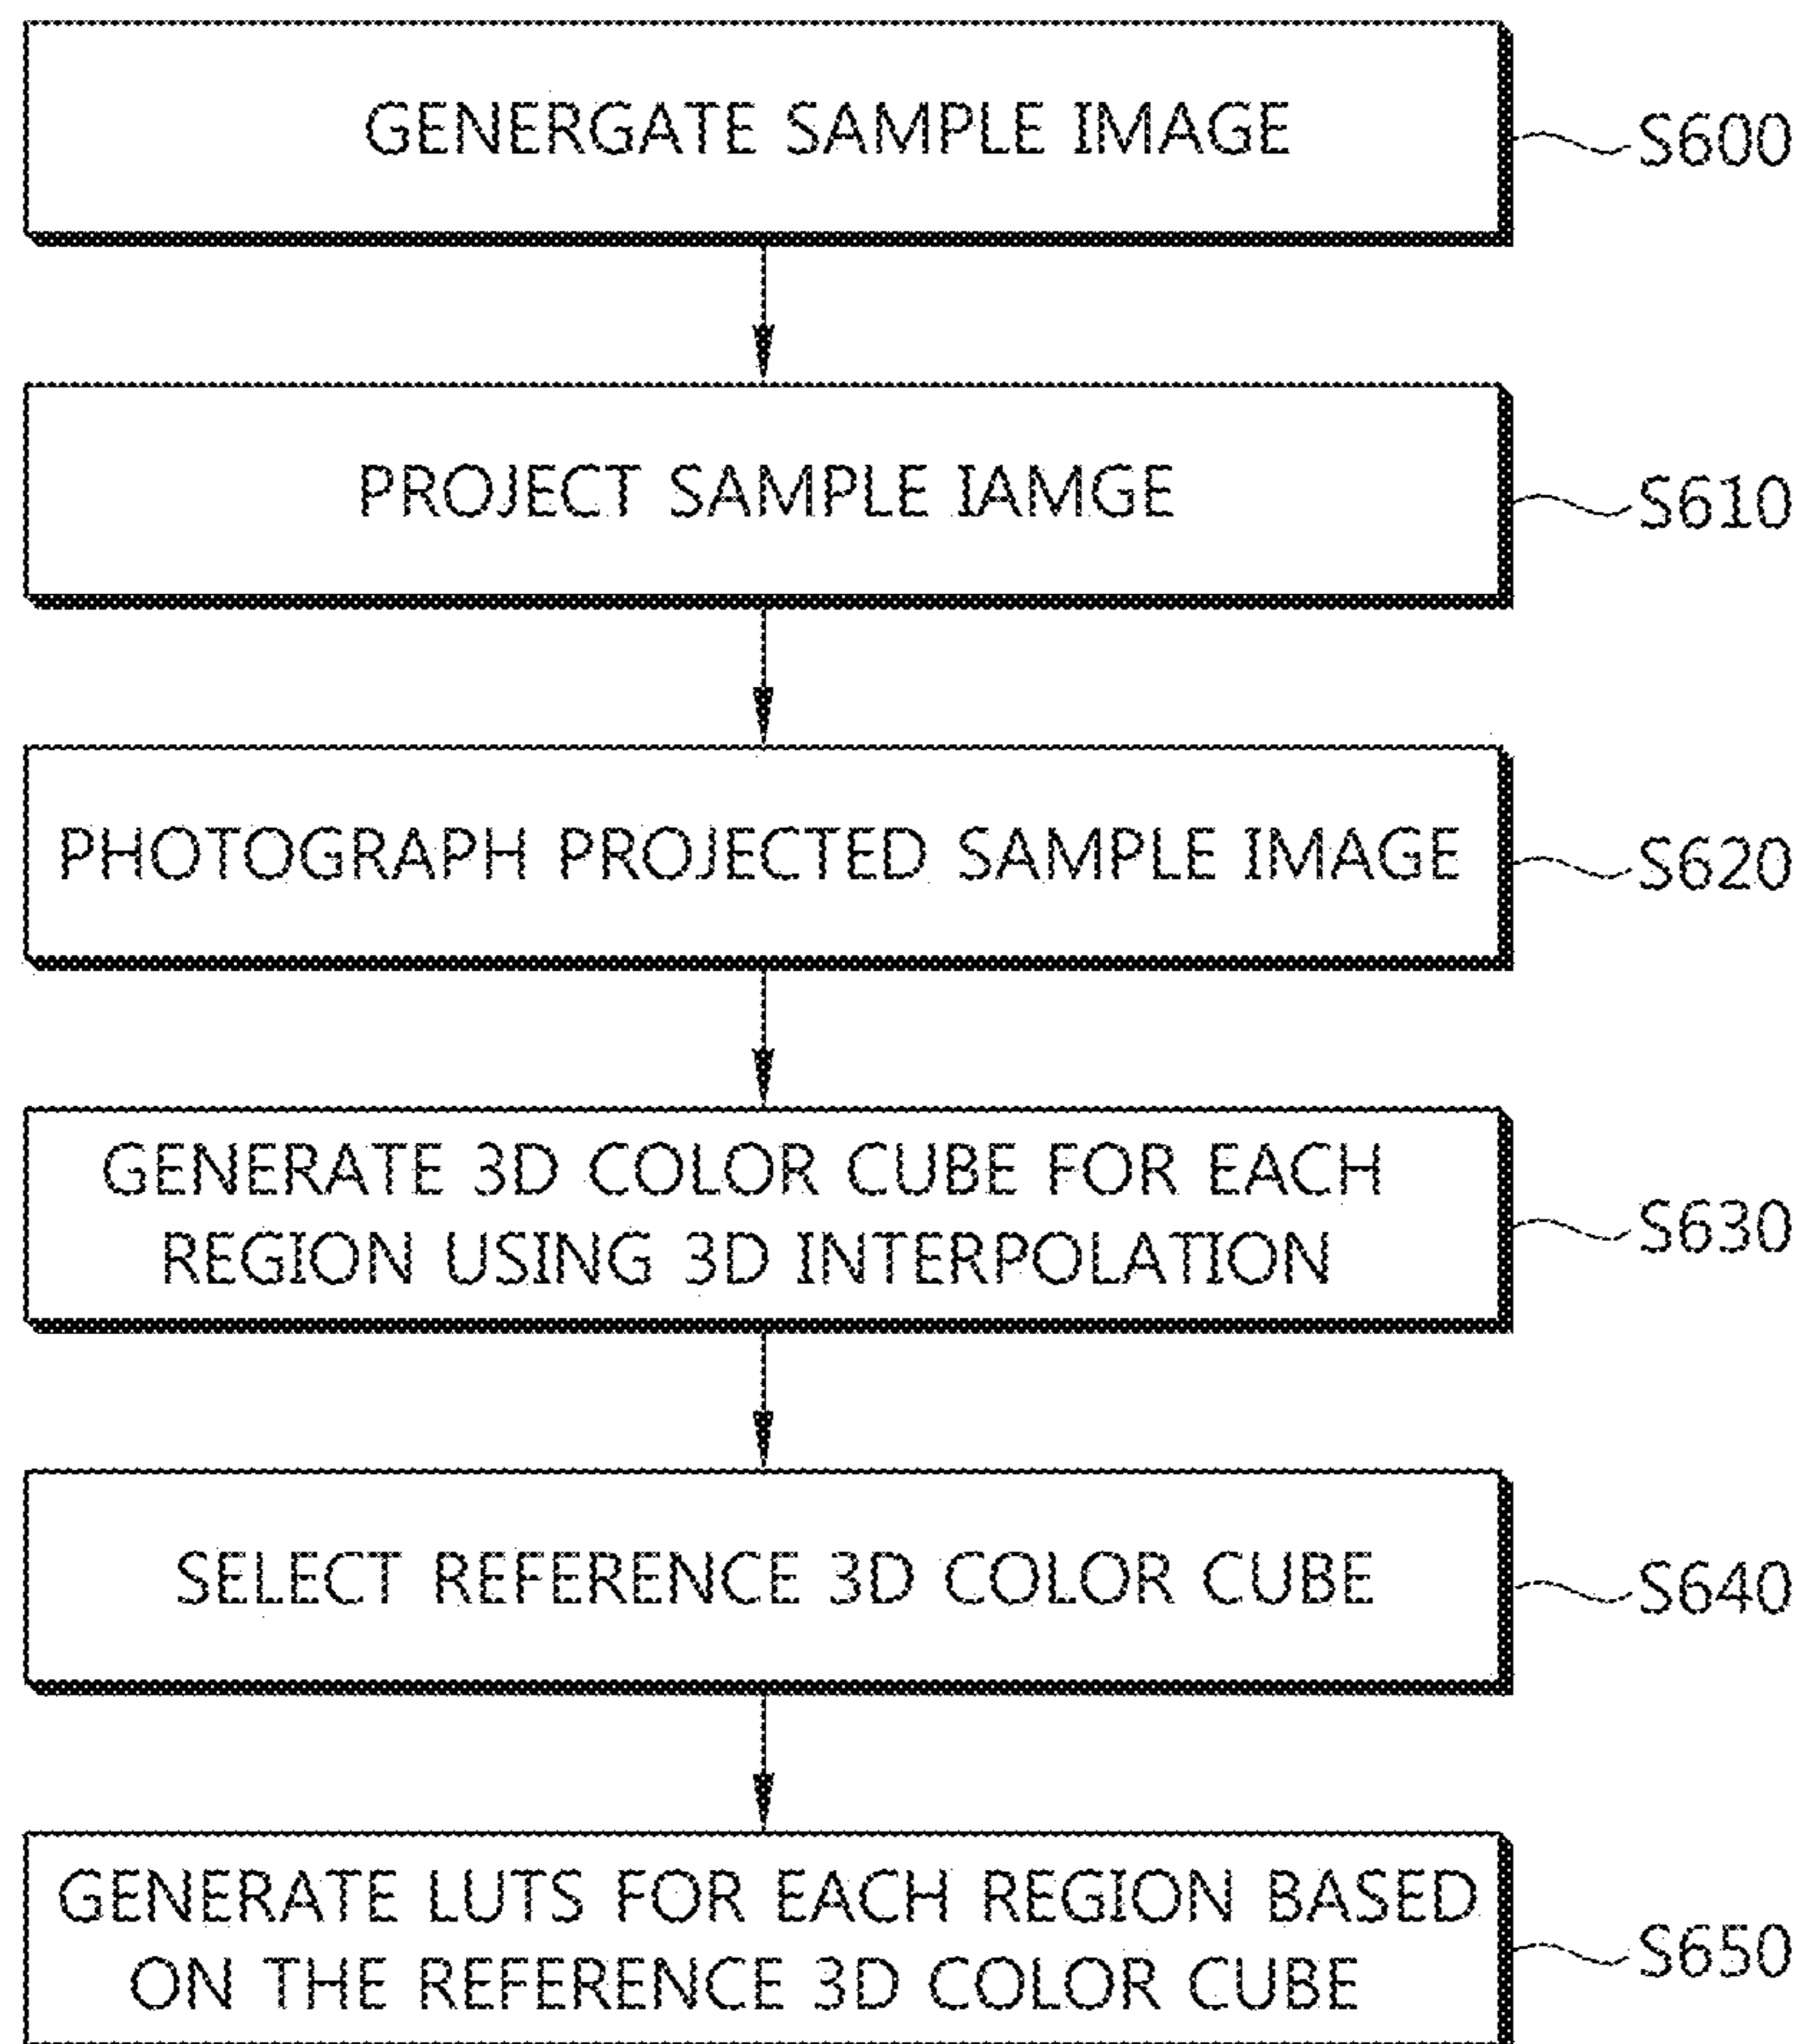 GENERGATE SAMPLE IMAGE
S600
PROJECT SAMPLE IAMGE
S610
PHOTOGRAPH PROJECTED SAMPLE IMAGE
S620
GENERATE 3D COLOR CUBE FOR EACH
REGION USING 3D INTERPOLATION
S630
SELECT REFERENCE 3D COLOR CUBE
S640
GENERATE LUTS FOR EACH REGION BASED
ON THE REFERENCE 3D COLOR CUBE
S650